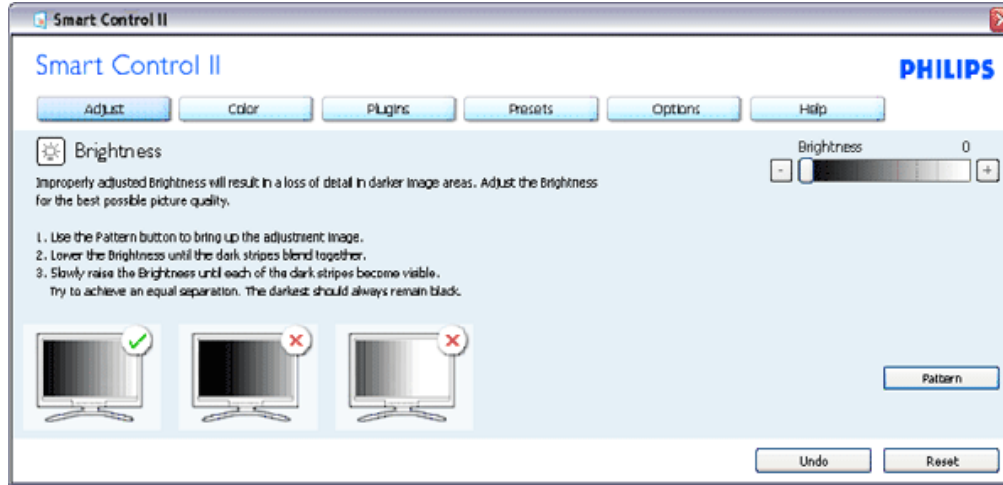 Smart Control II
Smart Control II
PHILIPS
Adjust Color Plugins Presets Options Help
Brightness
Brightness 0
- +
Improperly adjusted Brightness will result in a loss of detail in darker image areas. Adjust the Brightness
for the best possible picture quality.
1. Use the Pattern button to bring up the adjustment image.
2. Lower the Brightness until the dark stripes blend together.
3. Slowly raise the Brightness until each of the dark stripes become visible.
Try to achieve an equal separation. The darkest should always remain black.
Pattern
Undo Reset